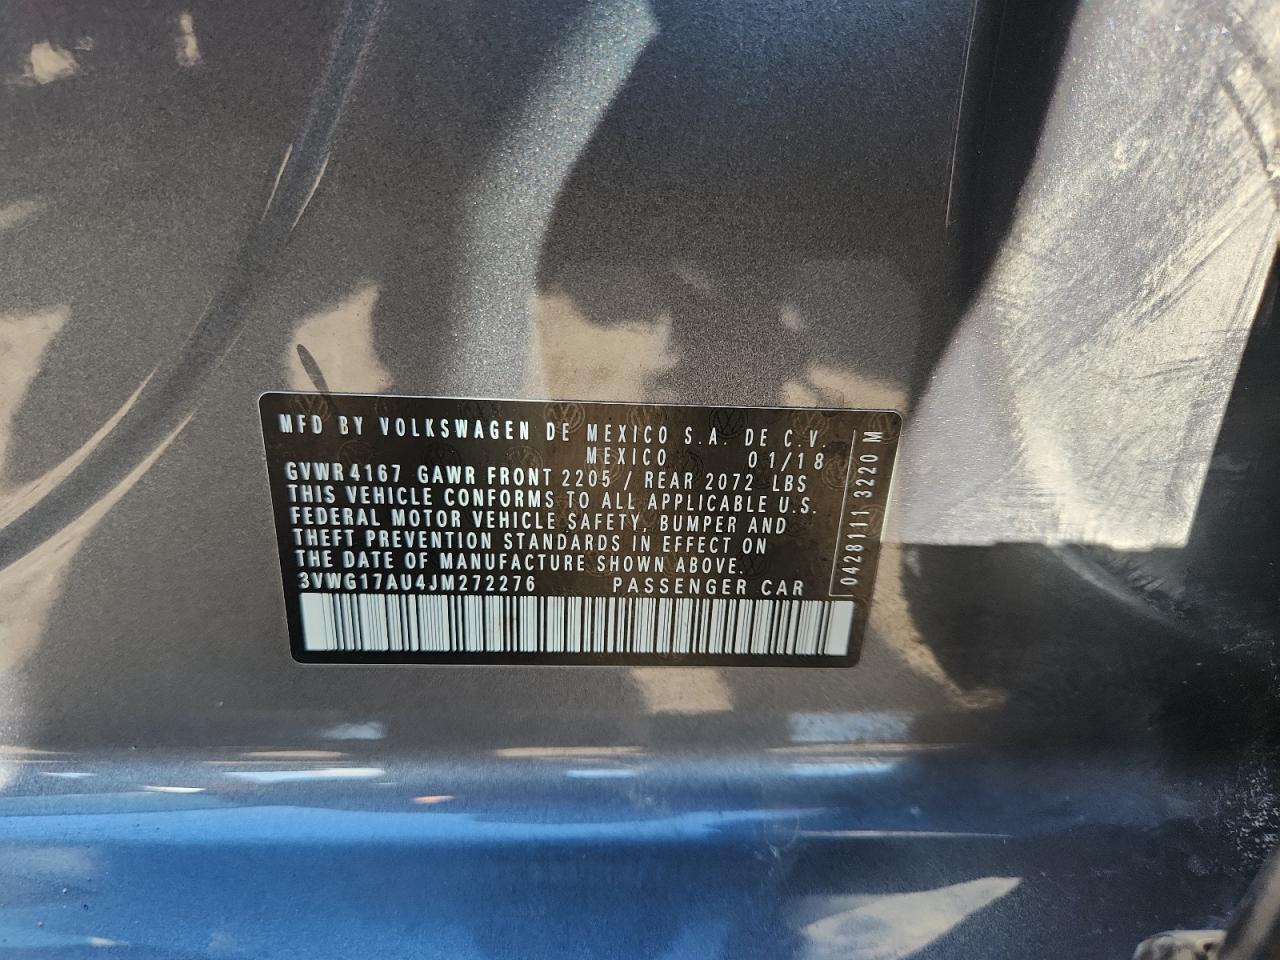 MFD BY VOLKSWAGEN DE MEXICO S.A. DE C.V.
MEXICO 01/18
GVWR 4167 GAWR FRONT 2205 / REAR 2072 LBS
THIS VEHICLE CONFORMS TO ALL APPLICABLE U.S.
FEDERAL MOTOR VEHICLE SAFETY, BUMPER AND
THEFT PREVENTION STANDARDS IN EFFECT ON
THE DATE OF MANUFACTURE SHOWN ABOVE.
3VWG17AU4JM272276 PASSENGER CAR
0428111 3220 M